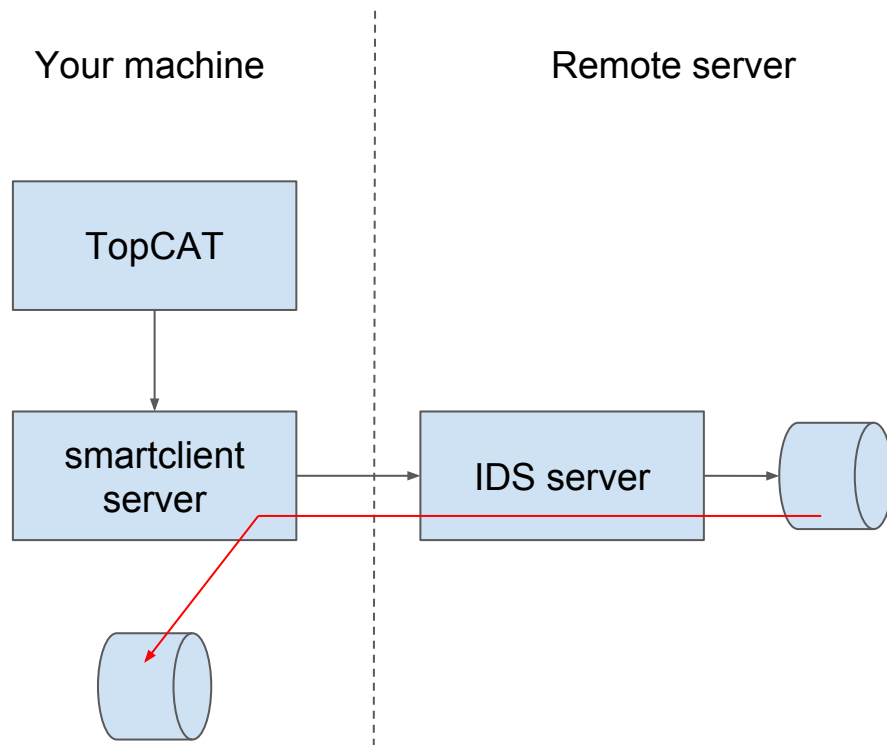 Your machine
Remote server
TopCAT
smartclient
server
IDS server